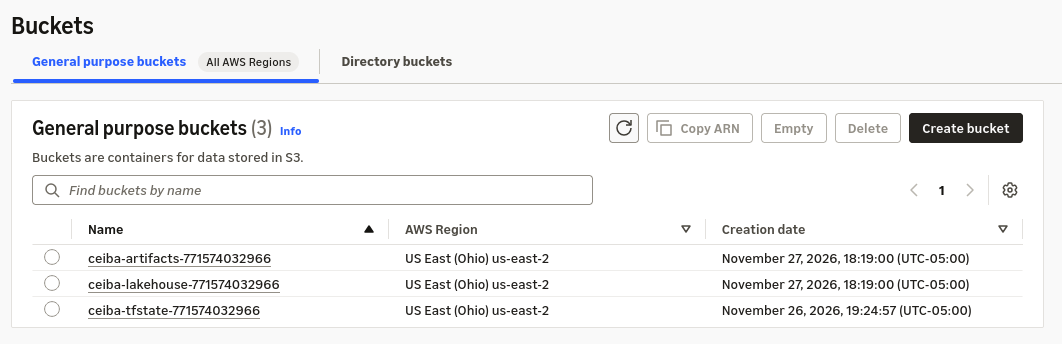 Buckets
General purpose buckets All AWS Regions Directory buckets
General purpose buckets (3) Info Copy ARN Empty Delete Create bucket
Buckets are containers for data stored in S3.
Find buckets by name 1
Name AWS Region Creation date
ceiba-artifacts-771574032966 US East (Ohio) us-east-2 November 27, 2026, 18:19:00 (UTC-05:00)
ceiba-lakehouse-771574032966 US East (Ohio) us-east-2 November 27, 2026, 18:19:00 (UTC-05:00)
ceiba-tfstate-771574032966 US East (Ohio) us-east-2 November 26, 2026, 19:24:57 (UTC-05:00)